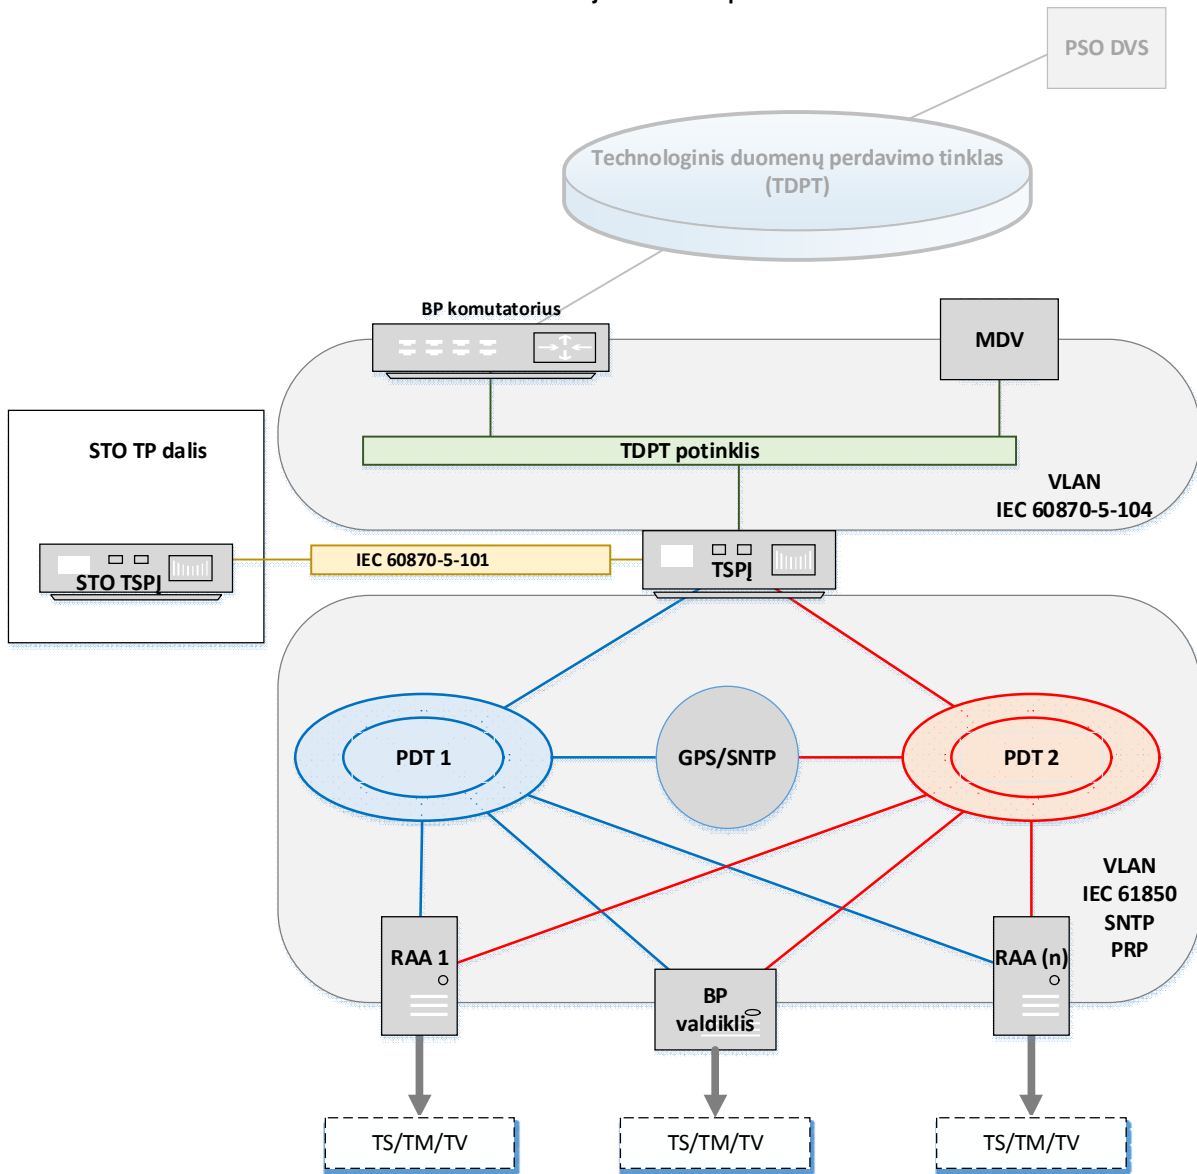 PSO DVS
Technologinis duomenų perdavimo tinklas
(TDPT)
BP komutatorius
MDV
TDPT potinklis
VLAN
IEC 60870-5-104
STO TP dalis
STO TSPĮ
IEC 60870-5-101
TSPĮ
PDT 1
GPS/SNTP
PDT 2
VLAN
IEC 61850
SNTP
PRP
RAA 1
BP
valdiklis
RAA (n)
TS/TM/TV
TS/TM/TV
TS/TM/TV